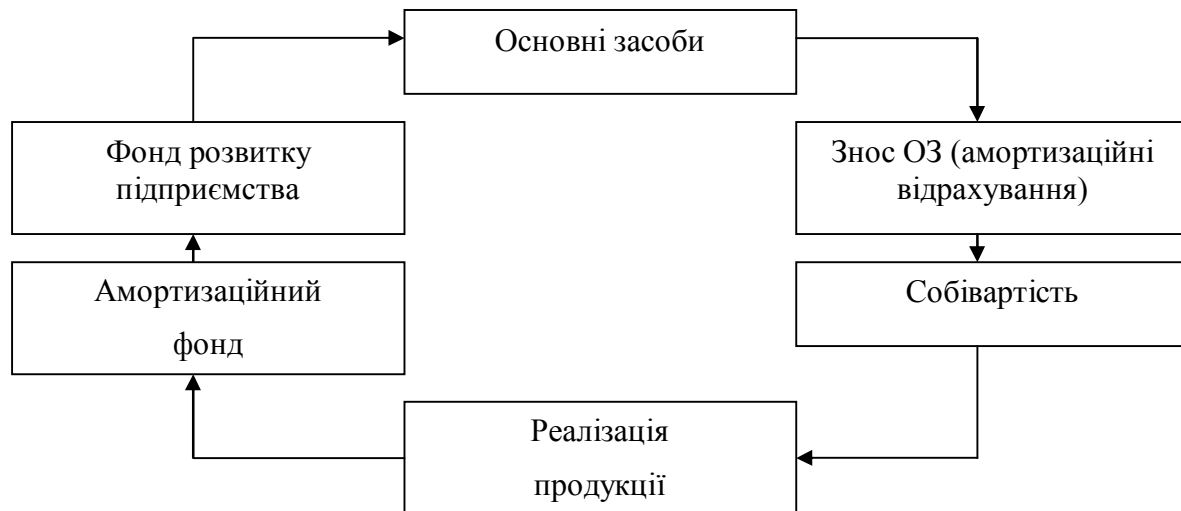 Основні засоби
Фонд розвитку
підприємства
Знос ОЗ (амортизаційні
відрахування)
Амортизаційний
фонд
Собівартість
Реалізація
продукції